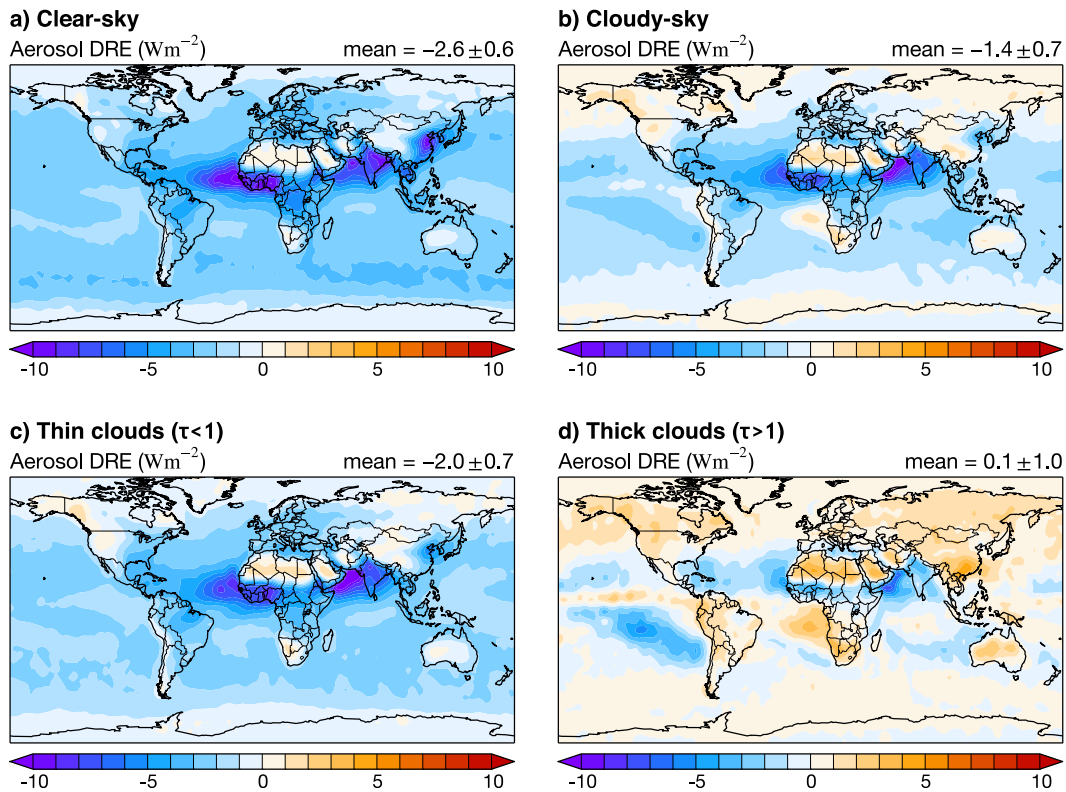 a) Clear-sky
Aerosol DRE (Wm−2) mean = −2.6 ±0.6
-10 -5 0 5 10
b) Cloudy-sky
Aerosol DRE (Wm−2) mean = −1.4 ±0.7
-10 -5 0 5 10
c) Thin clouds (τ<1)
Aerosol DRE (Wm−2) mean = −2.0 ±0.7
-10 -5 0 5 10
d) Thick clouds (τ>1)
Aerosol DRE (Wm−2) mean = 0.1 ±1.0
-10 -5 0 5 10